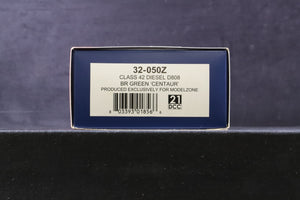 32-050Z
CLASS 42 DIESEL D808
BR GREEN 'CENTAUR'
PRODUCED EXCLUSIVELY FOR MODELZONE
21
DCC